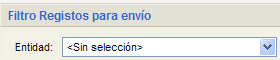 Filtro Registos para envío
Entidad: <Sin selección>